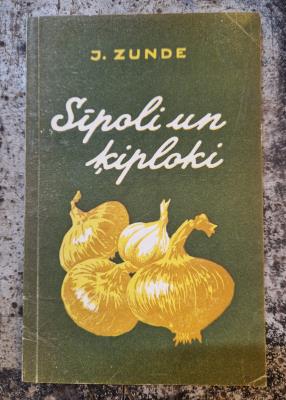 J. ZUNDE
Sīpoli un
ķiploki